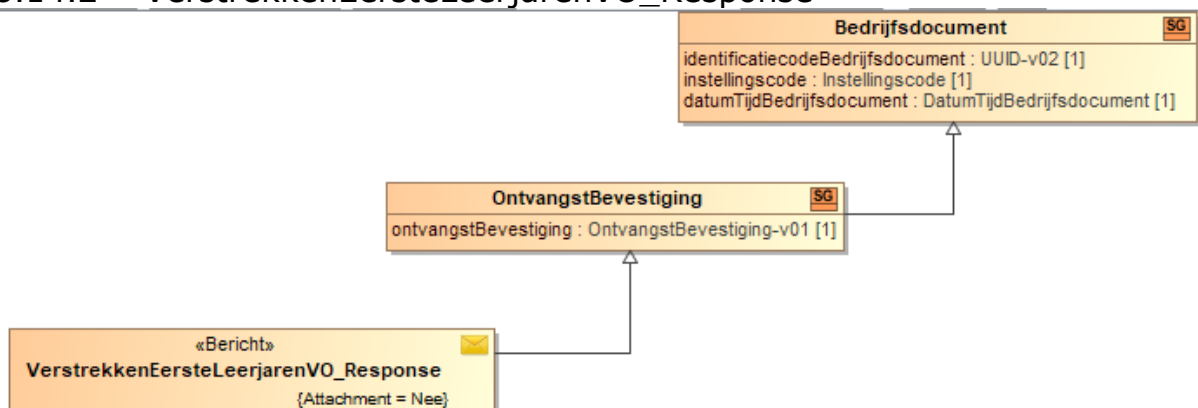 VerstrekkenEersteLeerjarenVO_Response
Bedrijfsdocument
SG
identificatiecodeBedrijfsdocument : UUID-v02 [1]
instellingscode : Instellingscode [1]
datumTijdBedrijfsdocument : DatumTijdBedrijfsdocument [1]
OntvangstBevestiging
SG
ontvangstBevestiging : OntvangstBevestiging-v01 [1]
«Bericht»
VerstrekkenEersteLeerjarenVO_Response
{Attachment = Nee}